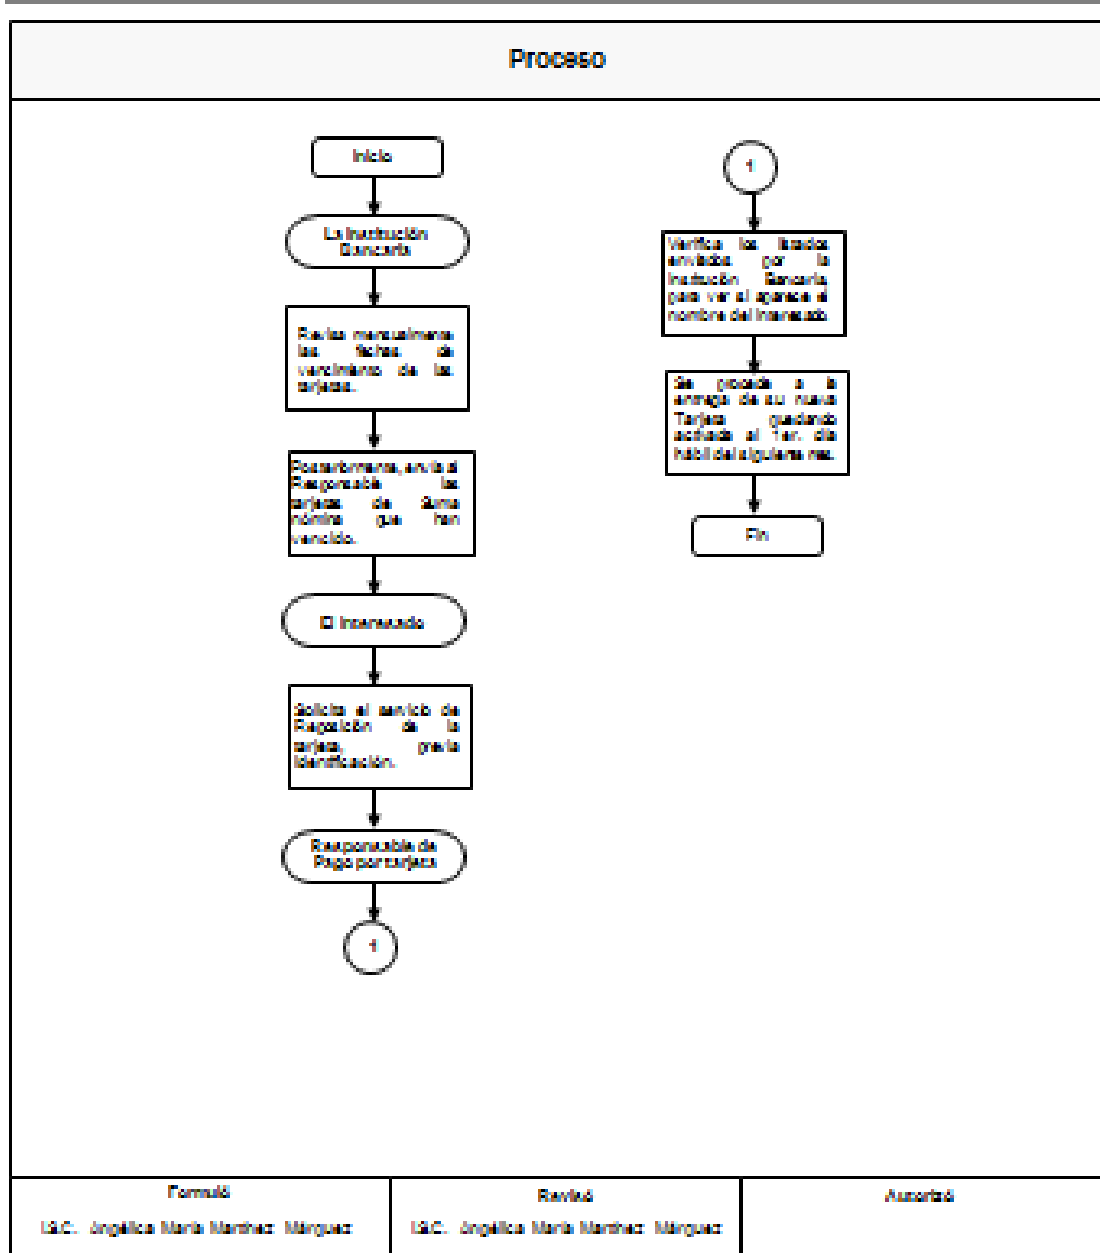 Proceso
Inicio
La Institución
Bancaria
Revisa mensualmente
las fechas de
vencimiento de las
tarjetas.
Posteriormente, envía al
Responsable las
tarjetas de Suma
nómina que han
vencido.
El Interesado
Solicita el servicio de
Reposición de la
tarjeta, previa
identificación.
Responsable de
Pago por tarjeta
1
1
Verifica los listados
enviados por la
Institución Bancaria,
para ver si aparece el
nombre del interesado.
Se procede a la
entrega de su nueva
Tarjeta quedando
activada al 1er. día
hábil del siguiente mes.
Fin
Formuló
Revisó
Autorizó
Angélica María Martínez Márquez
Angélica María Martínez Márquez